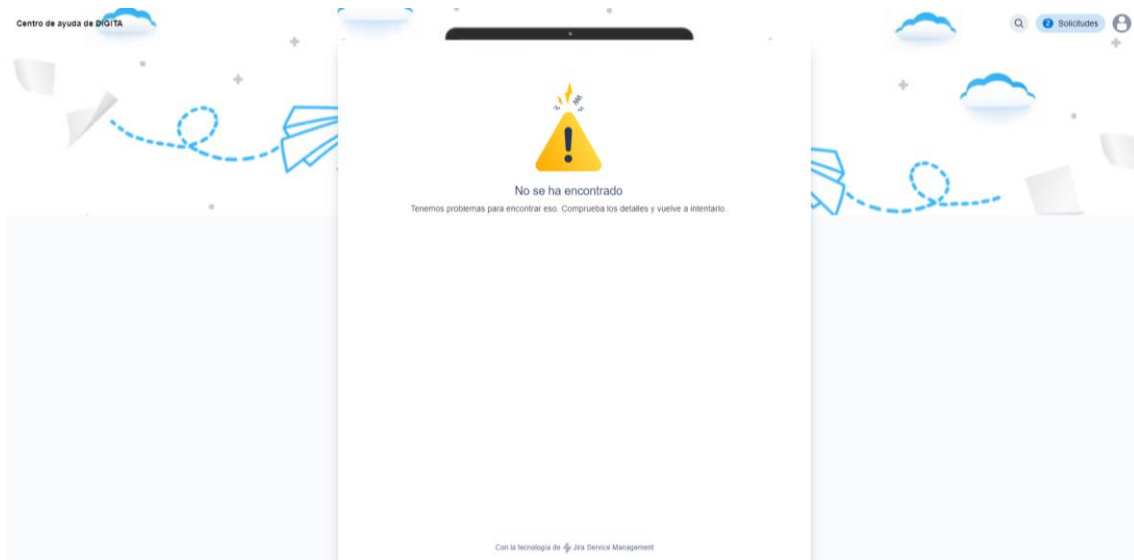 Centro de ayuda de DIGITA
2 Solicitudes
No se ha encontrado
Tenemos problemas para encontrar eso. Comprueba los detalles y vuelve a intentarlo.
Con la tecnología de Jira Service Management